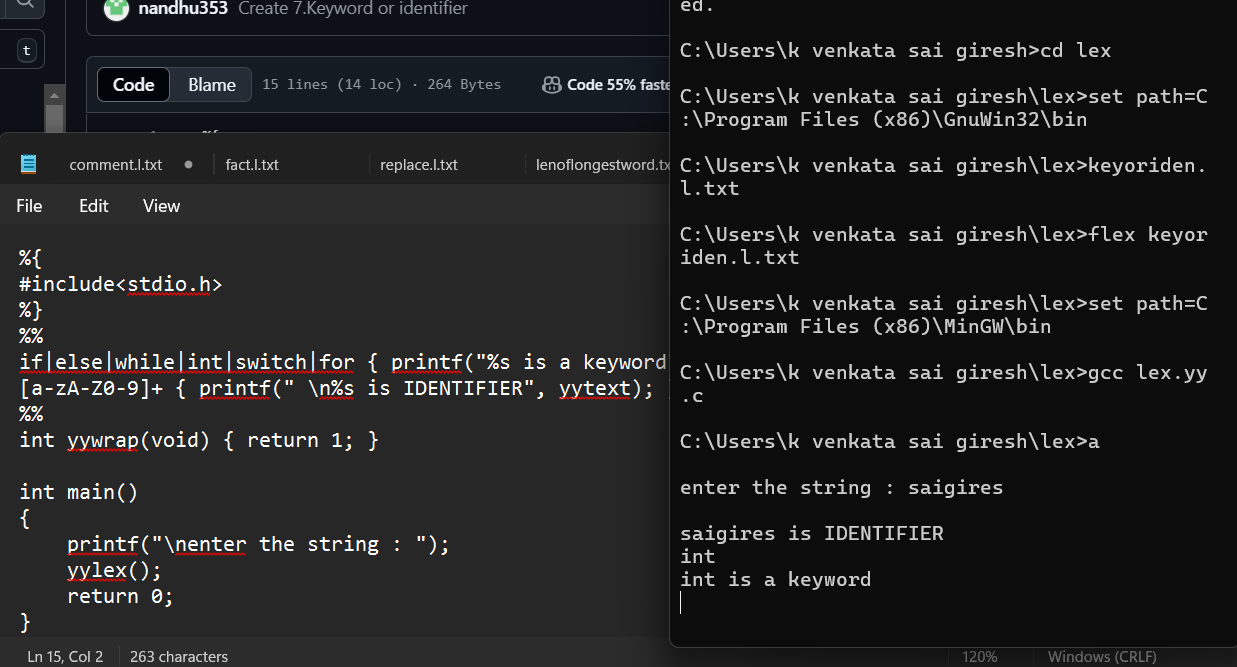 nandhu353 Create 7.Keyword or identifier
t
Code Blame 15 lines (14 loc) · 264 Bytes Code 55% faste
comment.l.txt fact.l.txt replace.l.txt lenoflongestword.tx
File Edit View
%{
#include<stdio.h>
%}
%%
if|else|while|int|switch|for { printf("%s is a keyword
[a-zA-Z0-9]+ { printf(" \n%s is IDENTIFIER", yytext);
%%
int yywrap(void) { return 1; }
int main()
{
printf("\nenter the string : ");
yylex();
return 0;
}
Ln 15, Col 2 263 characters
120% Windows (CRLF)
ed.
C:\Users\k venkata sai giresh>cd lex
C:\Users\k venkata sai giresh\lex>set path=C
:\Program Files (x86)\GnuWin32\bin
C:\Users\k venkata sai giresh\lex>keyoriden.
l.txt
C:\Users\k venkata sai giresh\lex>flex keyor
iden.l.txt
C:\Users\k venkata sai giresh\lex>set path=C
:\Program Files (x86)\MinGW\bin
C:\Users\k venkata sai giresh\lex>gcc lex.yy
.c
C:\Users\k venkata sai giresh\lex>a
enter the string : saigires
saigires is IDENTIFIER
int
int is a keyword